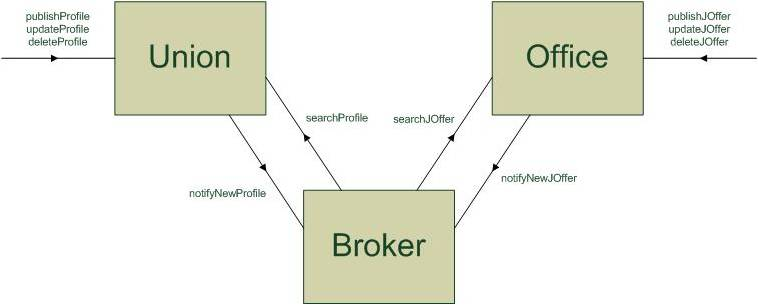 publishProfile
updateProfile
deleteProfile
Union
Office
publishJOffer
updateJOffer
deleteJOffer
searchProfile
searchJOffer
notifyNewProfile
notifyNewJOffer
Broker